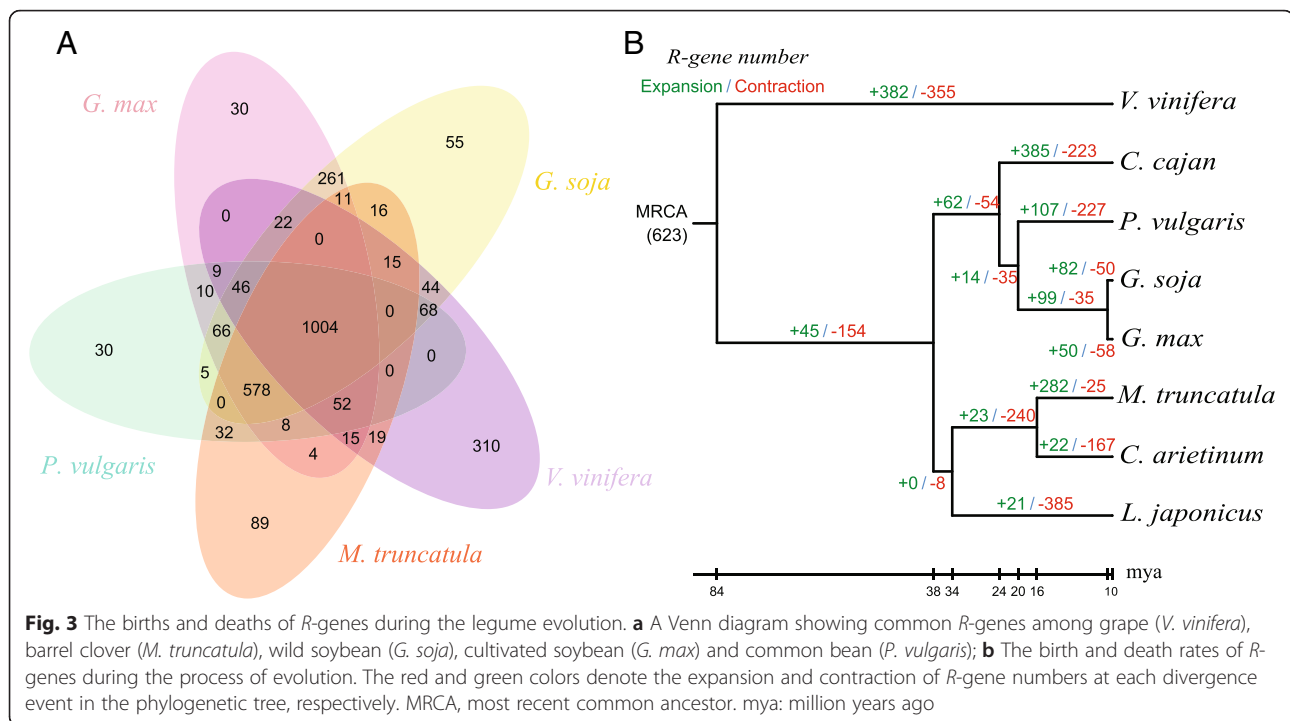 A
B
G. max
G. soja
P. vulgaris
V. vinifera
M. truncatula
30
55
261
11
16
0
22
0
15
9
10
46
44
68
0
1004
66
30
0
5
0
578
0
52
32
8
15
19
4
310
89
R-gene number
Expansion / Contraction
+382 / -355
V. vinifera
+385 / -223
C. cajan
MRCA
(623)
+62 / -54
+107 / -227
P. vulgaris
+14 / -35
+82 / -50
G. soja
+99 / -35
G. max
+50 / -58
+45 / -154
+282 / -25
M. truncatula
+23 / -240
+22 / -167
C. arietinum
+0 / -8
+21 / -385
L. japonicus
mya
84
38
34
24
20
16
10
Fig. 3 The births and deaths of R-genes during the legume evolution. a A Venn diagram showing common R-genes among grape (V. vinifera),
barrel clover (M. truncatula), wild soybean (G. soja), cultivated soybean (G. max) and common bean (P. vulgaris); b The birth and death rates of R-
genes during the process of evolution. The red and green colors denote the expansion and contraction of R-gene numbers at each divergence
event in the phylogenetic tree, respectively. MRCA, most recent common ancestor. mya: million years ago